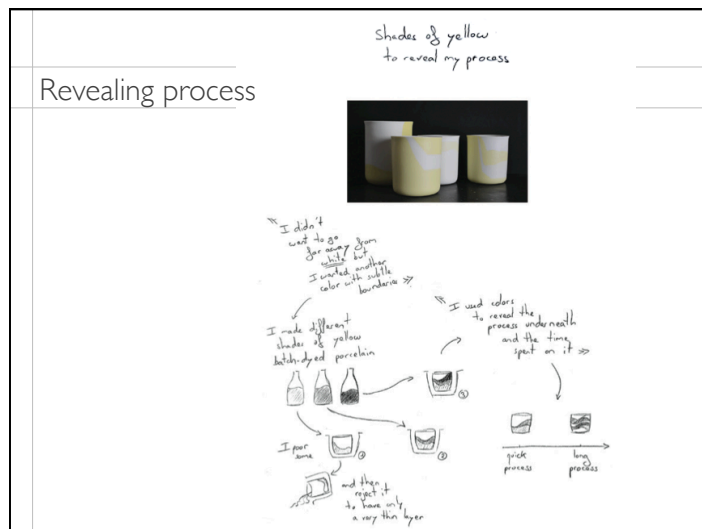 Shades of yellow
to reveal my process
Revealing process
« I didn't
want to go
far away from
white but
I wanted another
color with subtle
boundaries »
« I used colors
to reveal the
process underneath
and the time
spent on it »
I made different
shades of yellow
batch-dyed porcelain
③
I pour
some
①
②
quick
process
long
process
and then
reject it
to have only
a very thin layer